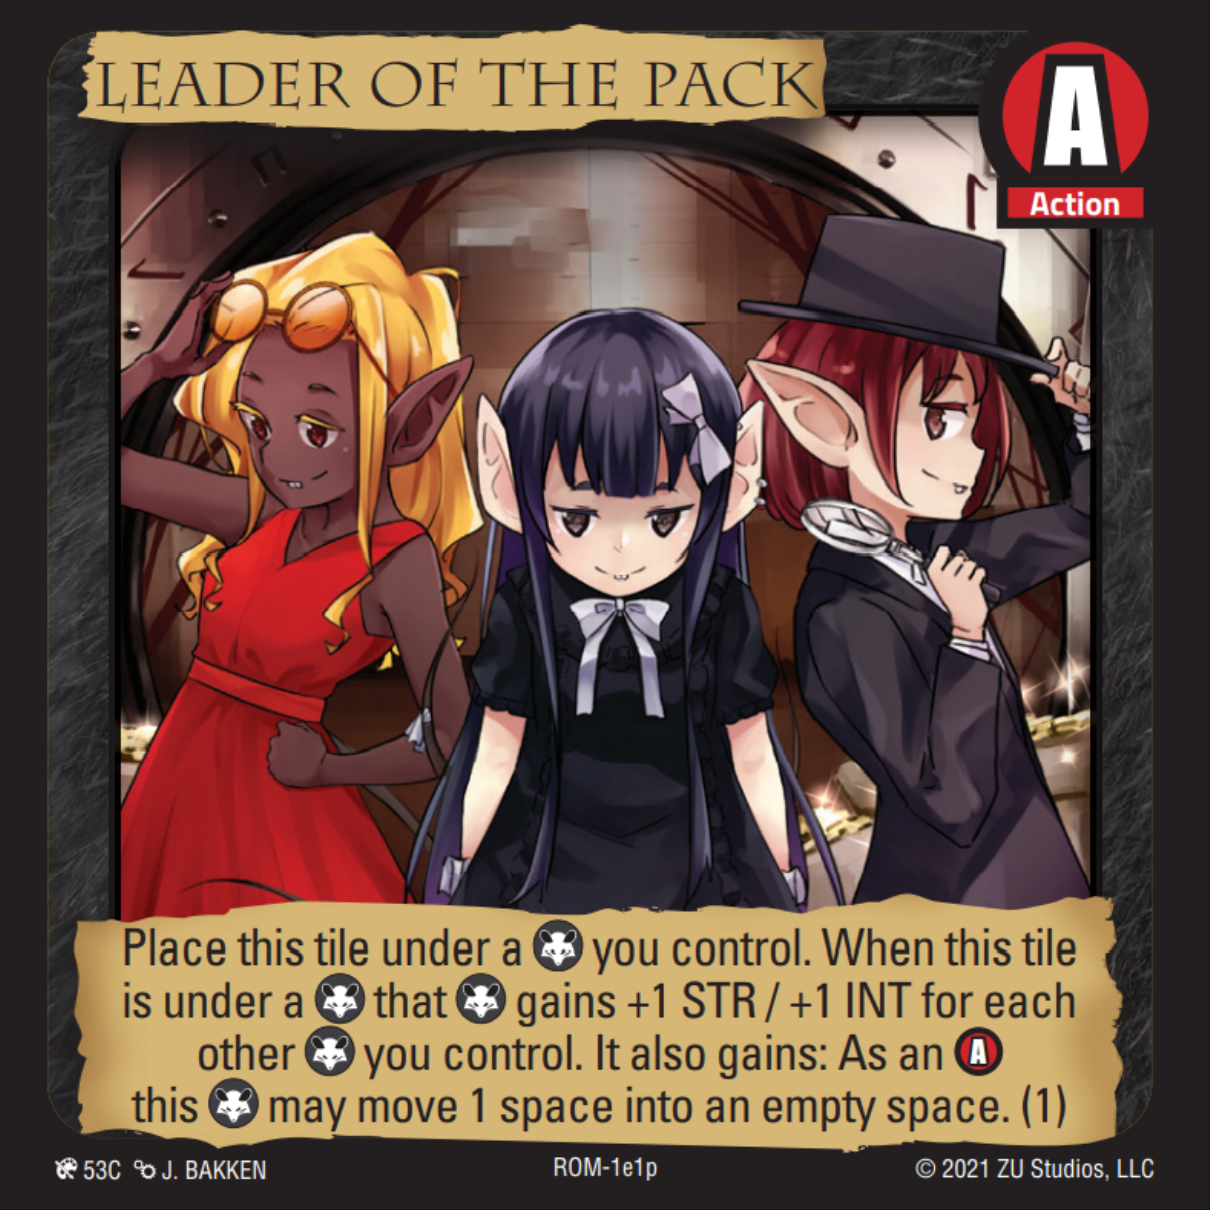 LEADER OF THE PACK
A
Action
Place this tile under a you control. When this tile
is under a that gains +1 STR / +1 INT for each
other you control. It also gains: As an A
this may move 1 space into an empty space. (1)
53C J. BAKKEN
ROM-1e1p
© 2021 ZU Studios, LLC